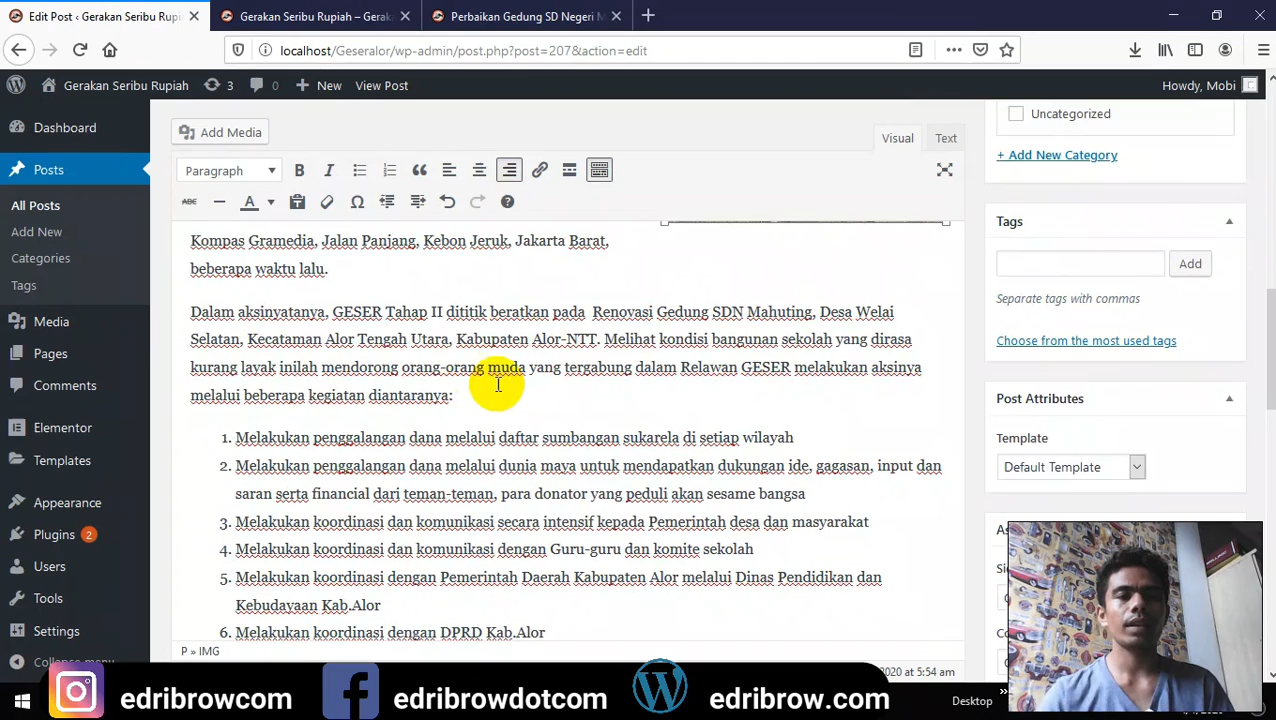 Edit Post ‹ Gerakan Seribu Rupi
Gerakan Seribu Rupiah – Gerak
Perbaikan Gedung SD Negeri M
localhost/Geseralor/wp-admin/post.php?post=207&action=edit
Gerakan Seribu Rupiah 3 0 New View Post Howdy, Mobi
Dashboard
Posts
All Posts
Add New
Categories
Tags
Media
Pages
Comments
Elementor
Templates
Appearance
Plugins 2
Users
Tools
Settings
Collapse menu
Add Media
Visual Text
Paragraph B I
ABC A
Kompas Gramedia, Jalan Panjang, Kebon Jeruk, Jakarta Barat,
beberapa waktu lalu.
Dalam aksinyatanya, GESER Tahap II dititik beratkan pada Renovasi Gedung SDN Mahuting, Desa Welai
Selatan, Kecataman Alor Tengah Utara, Kabupaten Alor-NTT. Melihat kondisi bangunan sekolah yang dirasa
kurang layak inilah mendorong orang-orang muda yang tergabung dalam Relawan GESER melakukan aksinya
melalui beberapa kegiatan diantaranya:
1. Melakukan penggalangan dana melalui daftar sumbangan sukarela di setiap wilayah
2. Melakukan penggalangan dana melalui dunia maya untuk mendapatkan dukungan ide, gagasan, input dan
saran serta financial dari teman-teman, para donator yang peduli akan sesame bangsa
3. Melakukan koordinasi dan komunikasi secara intensif kepada Pemerintah desa dan masyarakat
4. Melakukan koordinasi dan komunikasi dengan Guru-guru dan komite sekolah
5. Melakukan koordinasi dengan Pemerintah Daerah Kabupaten Alor melalui Dinas Pendidikan dan
Kebudayaan Kab.Alor
6. Melakukan koordinasi dengan DPRD Kab.Alor
P » IMG
2020 at 5:54 am
Uncategorized
+ Add New Category
Tags
Add
Separate tags with commas
Choose from the most used tags
Post Attributes
Template
Default Template
edribrowcom
edribrowdotcom
edribrow.com
Desktop